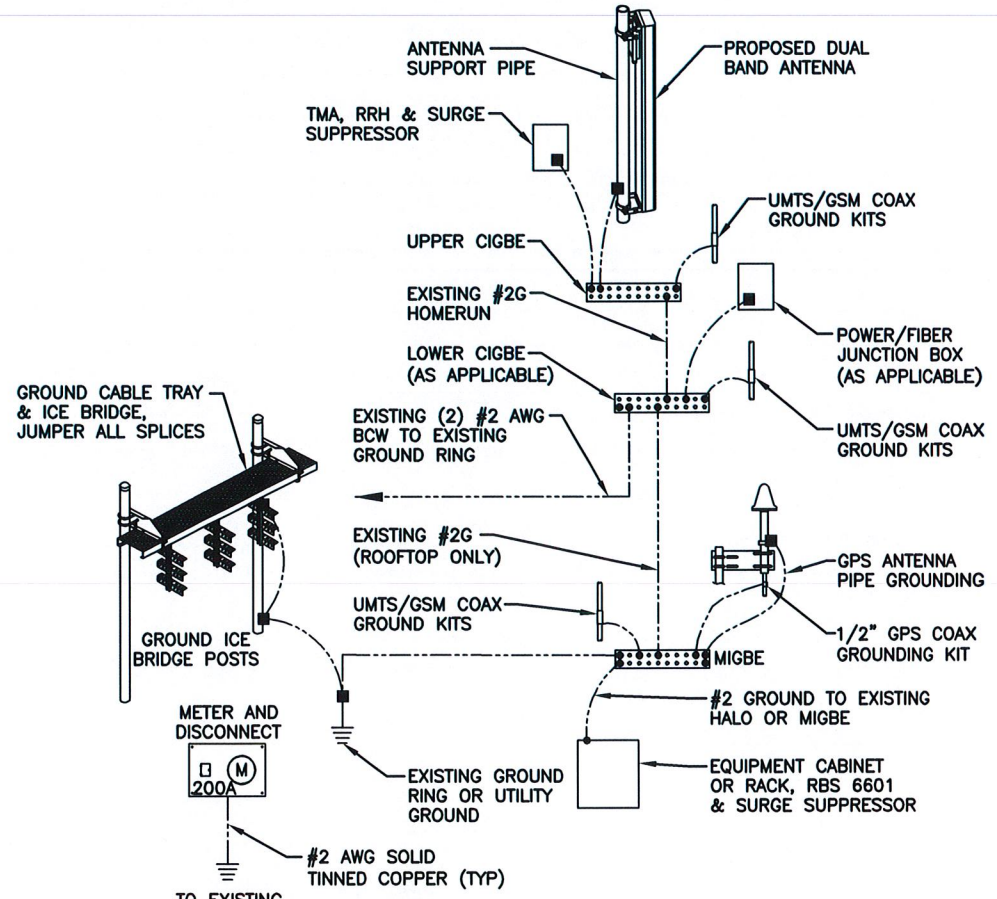 ANTENNA
SUPPORT PIPE
PROPOSED DUAL
BAND ANTENNA
TMA, RRH & SURGE
SUPPRESSOR
UMTS/GSM COAX
GROUND KITS
UPPER CIGBE
EXISTING #2G
HOMERUN
POWER/FIBER
JUNCTION BOX
(AS APPLICABLE)
LOWER CIGBE
(AS APPLICABLE)
GROUND CABLE TRAY
& ICE BRIDGE,
JUMPER ALL SPLICES
EXISTING (2) #2 AWG
BCW TO EXISTING
GROUND RING
UMTS/GSM COAX
GROUND KITS
EXISTING #2G
(ROOFTOP ONLY)
GPS ANTENNA
PIPE GROUNDING
UMTS/GSM COAX
GROUND KITS
1/2" GPS COAX
GROUNDING KIT
GROUND ICE
BRIDGE POSTS
MIGBE
#2 GROUND TO EXISTING
HALO OR MIGBE
METER AND
DISCONNECT
M
200A
EXISTING GROUND
RING OR UTILITY
GROUND
EQUIPMENT CABINET
OR RACK, RBS 6601
& SURGE SUPPRESSOR
#2 AWG SOLID
TINNED COPPER (TYP)
TO EXISTING